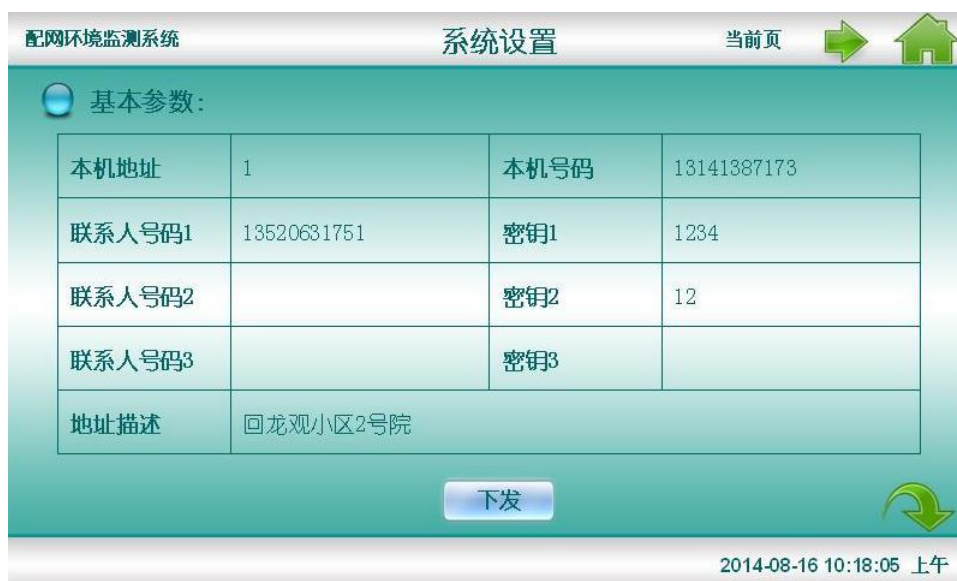 配网环境监测系统 系统设置 当前页
基本参数:
本机地址 1 本机号码 13141387173
联系人号码1 13520631751 密钥1 1234
联系人号码2 密钥2 12
联系人号码3 密钥3
地址描述 回龙观小区2号院
下发
2014-08-16 10:18:05 上午